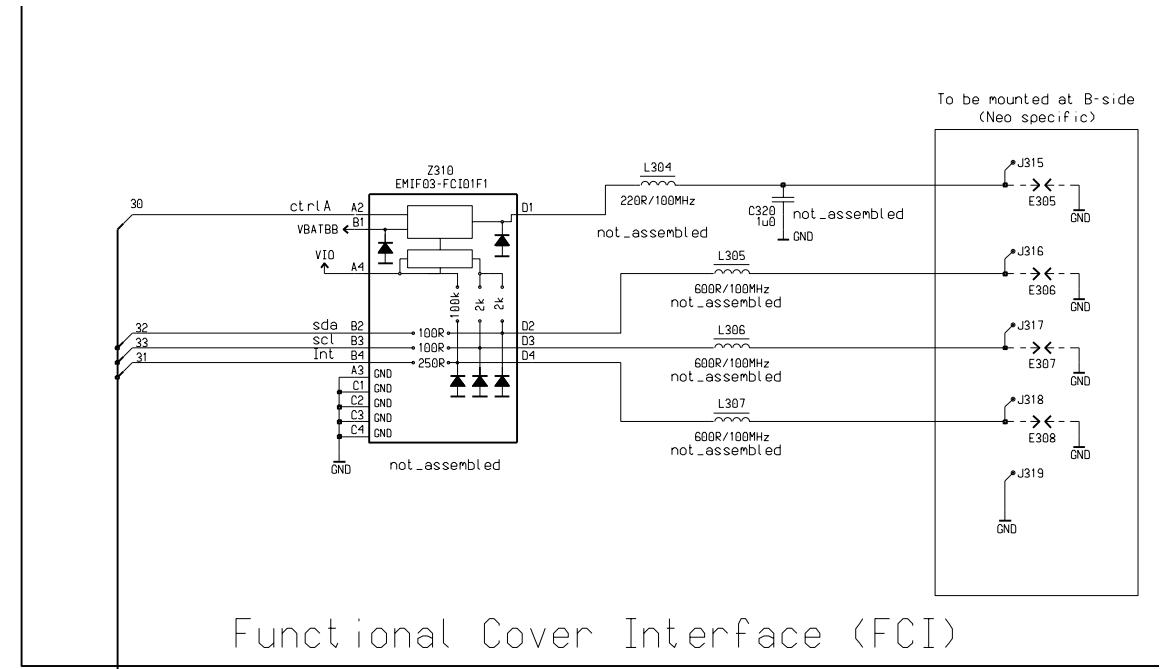 To be mounted at B-side
(Neo specific)
Z310
EMIF03-FCI01F1
L304
220R/100MHz
not_assembled
C320
1u0
not_assembled
GND
J315
E305
GND
30
ctrlA
A2
D1
VBATBB
B1
VIO
A4
L305
600R/100MHz
not_assembled
J316
E306
GND
100k
2k
2k
32
sda
B2
100R
D2
33
scl
B3
100R
D3
31
Int
B4
250R
D4
L306
600R/100MHz
not_assembled
J317
E307
GND
A3
GND
C1
GND
C2
GND
C3
GND
C4
GND
GND
not_assembled
L307
600R/100MHz
not_assembled
J318
E308
GND
J319
GND
Functional Cover Interface (FCI)